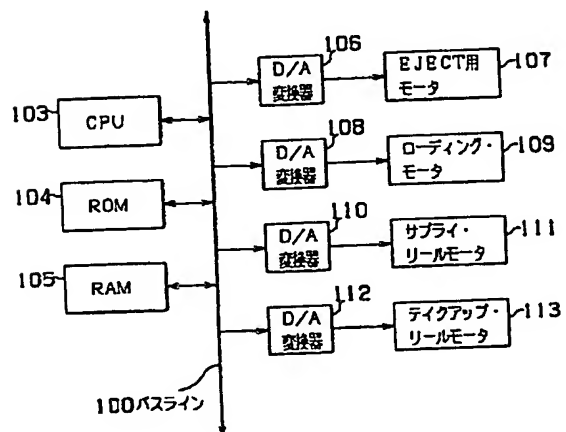 106
D/A
変換器
EJECT用
モータ
107
103
CPU
108
D/A
変換器
ローディング・
モータ
109
104
ROM
110
D/A
変換器
サプライ・
リールモータ
111
105
RAM
112
D/A
変換器
テイクアップ・
リールモータ
113
100バスライン